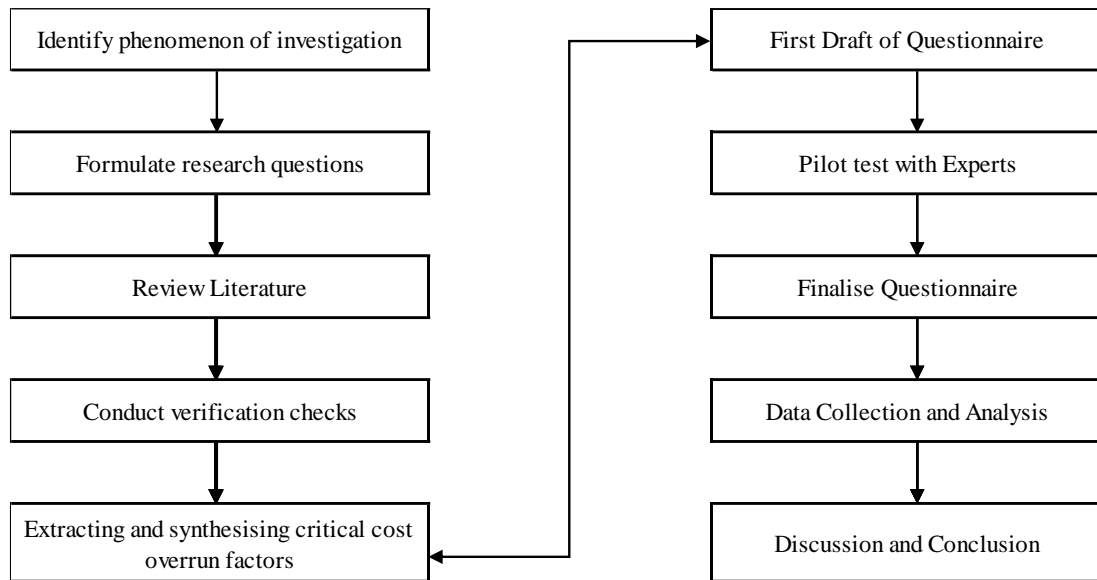 Identify phenomenon of investigation
Formulate research questions
Review Literature
Conduct verification checks
Extracting and synthesising critical cost
overrun factors
First Draft of Questionnaire
Pilot test with Experts
Finalise Questionnaire
Data Collection and Analysis
Discussion and Conclusion